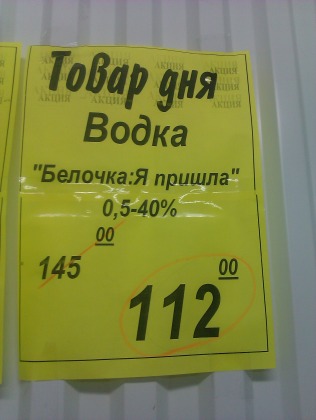 Товар дня
Водка
"Белочка:Я пришла"
0,5-40%
145 00
112 00